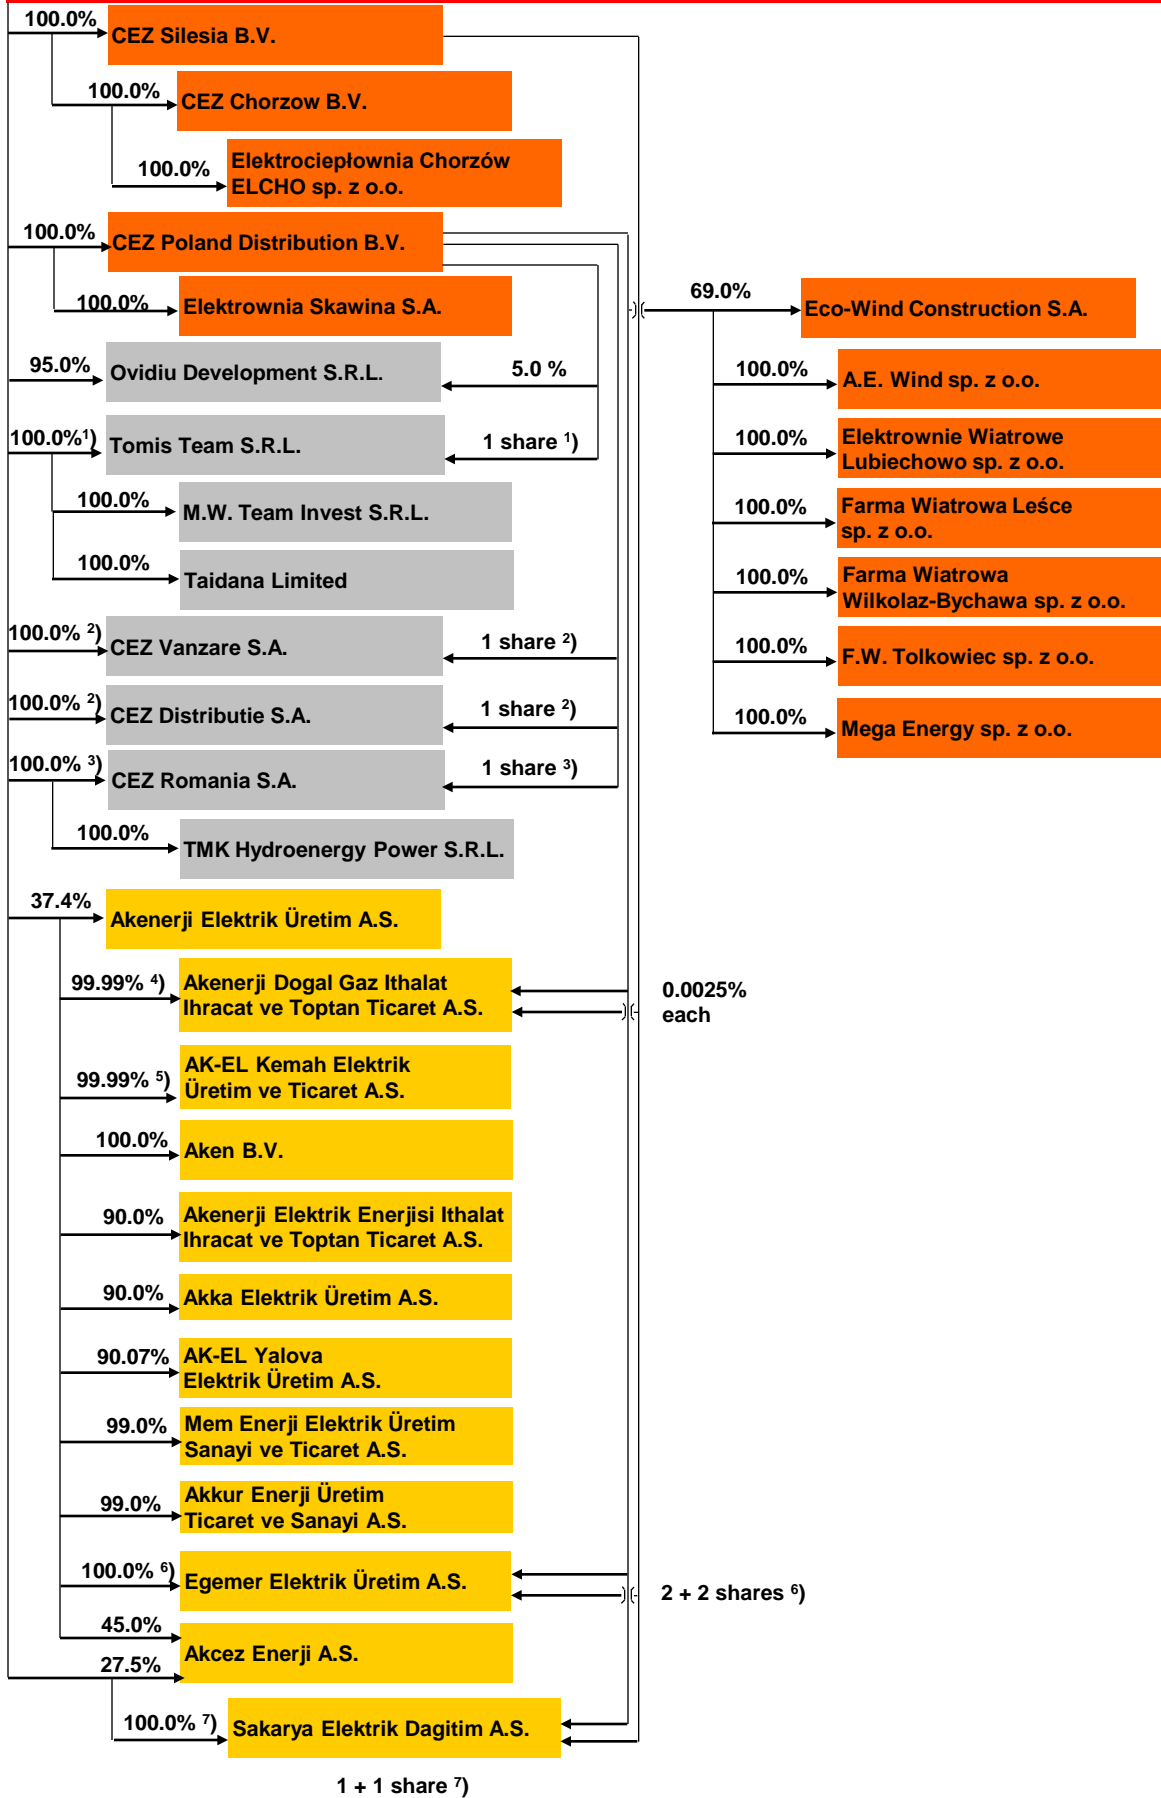 100.0%
CEZ Silesia B.V.
100.0%
CEZ Chorzow B.V.
100.0%
Elektrociepłownia Chorzów
ELCHO sp. z o.o.
100.0%
CEZ Poland Distribution B.V.
100.0%
Elektrownia Skawina S.A.
69.0%
Eco-Wind Construction S.A.
95.0%
Ovidiu Development S.R.L.
5.0 %
100.0%
A.E. Wind sp. z o.o.
100.0%¹)
Tomis Team S.R.L.
1 share ¹)
100.0%
Elektrownie Wiatrowe
Lubiechowo sp. z o.o.
100.0%
M.W. Team Invest S.R.L.
100.0%
Farma Wiatrowa Leśce
sp. z o.o.
100.0%
Taidana Limited
100.0%
Farma Wiatrowa
Wilkolaz-Bychawa sp. z o.o.
100.0% ²)
CEZ Vanzare S.A.
1 share ²)
100.0%
F.W. Tolkowiec sp. z o.o.
100.0% ²)
CEZ Distributie S.A.
1 share ²)
100.0%
Mega Energy sp. z o.o.
100.0% ³)
CEZ Romania S.A.
1 share ³)
100.0%
TMK Hydroenergy Power S.R.L.
37.4%
Akenerji Elektrik Üretim A.S.
99.99% ⁴)
Akenerji Dogal Gaz Ithalat
Ihracat ve Toptan Ticaret A.S.
0.0025%
each
99.99% ⁵)
AK-EL Kemah Elektrik
Üretim ve Ticaret A.S.
100.0%
Aken B.V.
90.0%
Akenerji Elektrik Enerjisi Ithalat
Ihracat ve Toptan Ticaret A.S.
90.0%
Akka Elektrik Üretim A.S.
90.07%
AK-EL Yalova
Elektrik Üretim A.S.
99.0%
Mem Enerji Elektrik Üretim
Sanayi ve Ticaret A.S.
99.0%
Akkur Enerji Üretim
Ticaret ve Sanayi A.S.
100.0% ⁶)
Egemer Elektrik Üretim A.S.
2 + 2 shares ⁶)
45.0%
Akcez Enerji A.S.
27.5%
100.0% ⁷)
Sakarya Elektrik Dagitim A.S.
1 + 1 share ⁷)